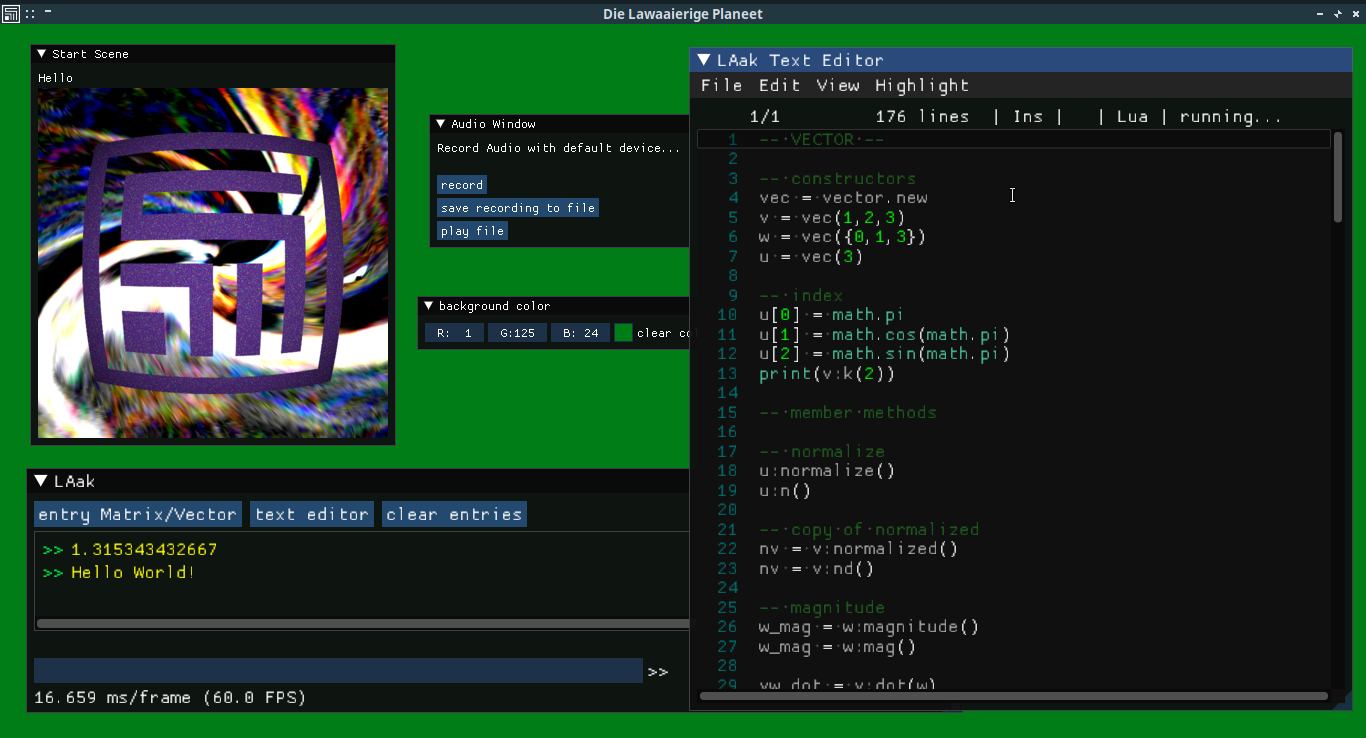 Die Lawaaierige Planeet
Start Scene
Hello
Audio Window
Record Audio with default device...
record
save recording to file
play file
background color
R: 1 G:125 B: 24 clear co
LAak
entry Matrix/Vector text editor clear entries
>> 1.315343432667
>> Hello World!
>>
16.659 ms/frame (60.0 FPS)
LAak Text Editor
File Edit View Highlight
1/1 176 lines | Ins | | Lua | running...
1 --·VECTOR·--
2
3 --·constructors
4 vec·=·vector.new
5 v·=·vec(1,2,3)
6 w·=·vec({0,1,3})
7 u·=·vec(3)
8
9 --·index
10 u[0]·=·math.pi
11 u[1]·=·math.cos(math.pi)
12 u[2]·=·math.sin(math.pi)
13 print(v:k(2))
14
15 --·member·methods
16
17 --·normalize
18 u:normalize()
19 u:n()
20
21 --·copy·of·normalized
22 nv·=·v:normalized()
23 nv·=·v:nd()
24
25 --·magnitude
26 w_mag·=·w:magnitude()
27 w_mag·=·w:mag()
28
29 vw_dot·=·v:dot(w)